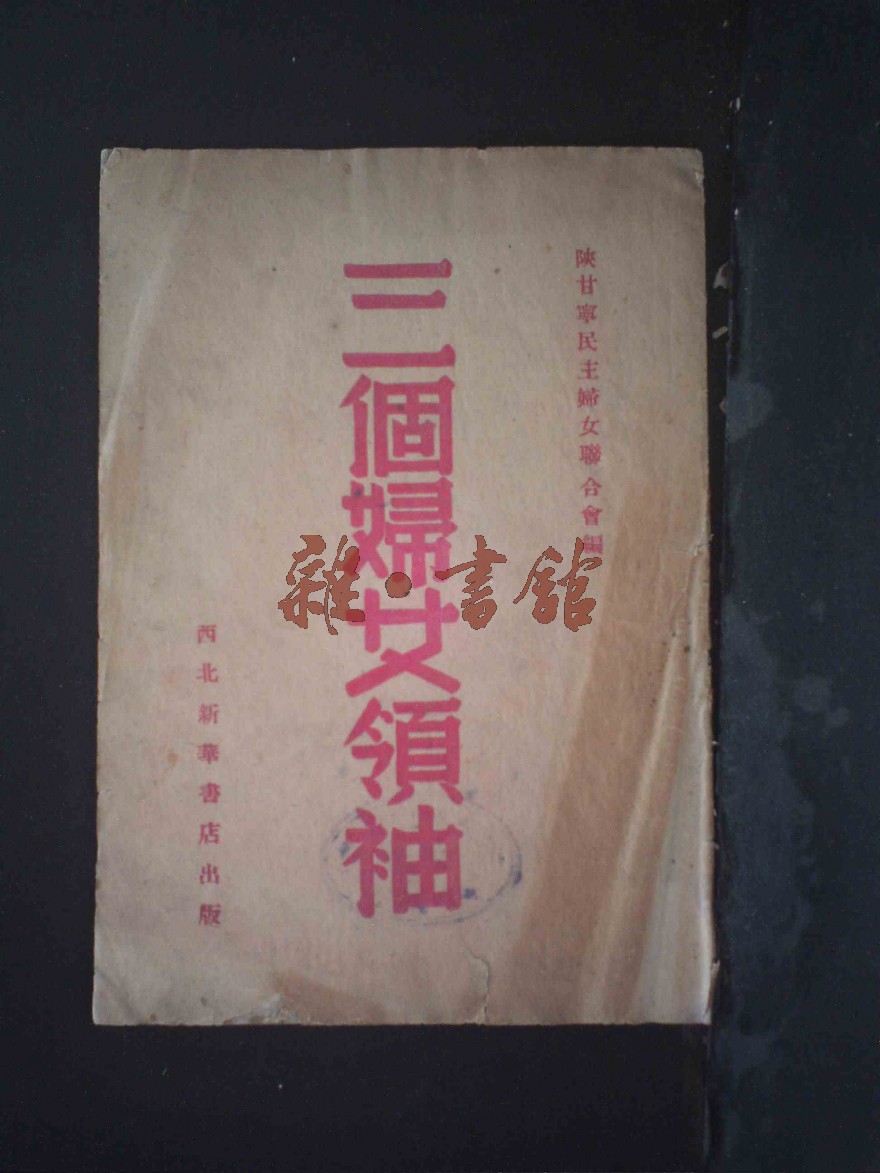 陝甘寧民主婦女聯合會編
三個婦女領袖
西北新華書店出版
雜·書館